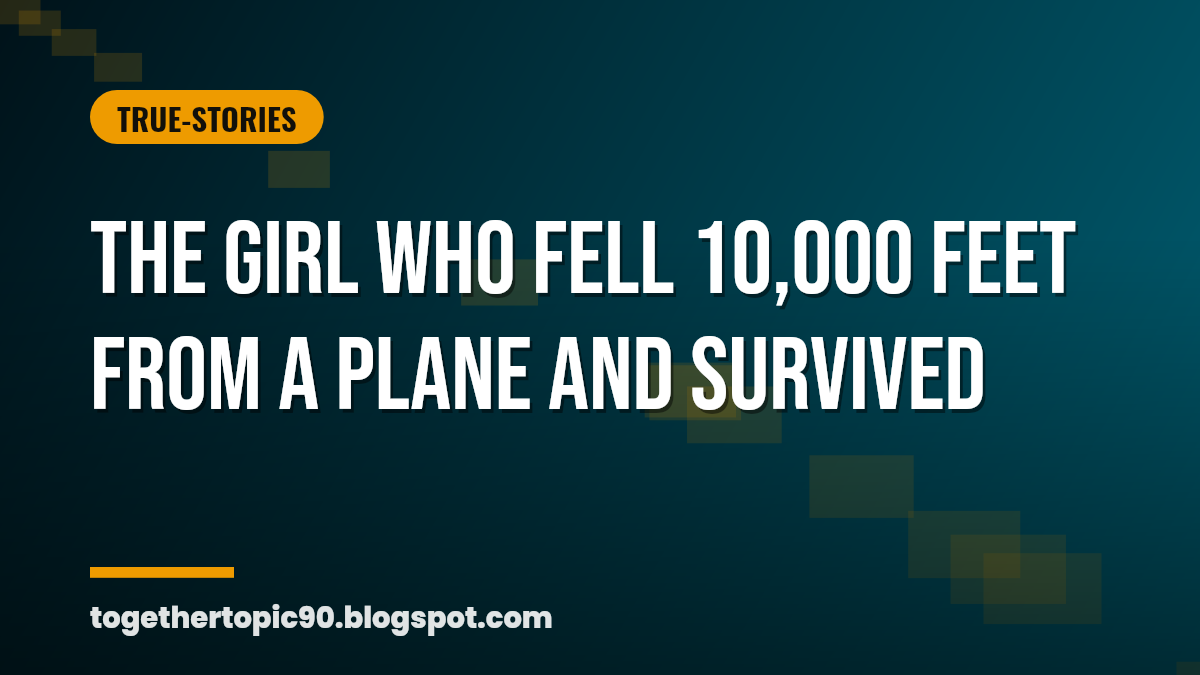 TRUE-STORIES
THE GIRL WHO FELL 10,000 FEET
FROM A PLANE AND SURVIVED
togethertopic90.blogspot.com